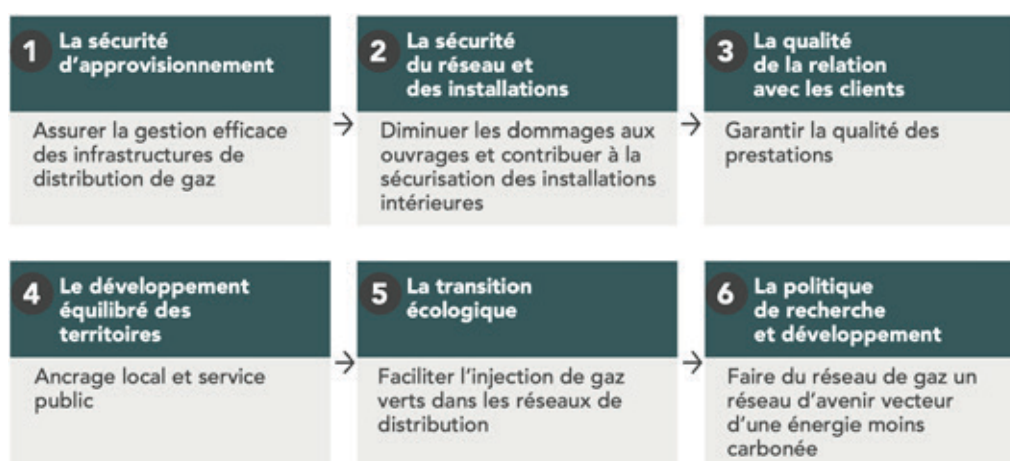 1 La sécurité
d'approvisionnement
Assurer la gestion efficace
des infrastructures de
distribution de gaz
→
2 La sécurité
du réseau et
des installations
Diminuer les dommages aux
ouvrages et contribuer à la
sécurisation des installations
intérieures
→
3 La qualité
de la relation
avec les clients
Garantir la qualité des
prestations
4 Le développement
équilibré des
territoires
Ancrage local et service
public
→
5 La transition
écologique
Faciliter l'injection de gaz
verts dans les réseaux de
distribution
→
6 La politique
de recherche
et développement
Faire du réseau de gaz un
réseau d'avenir vecteur
d'une énergie moins
carbonée